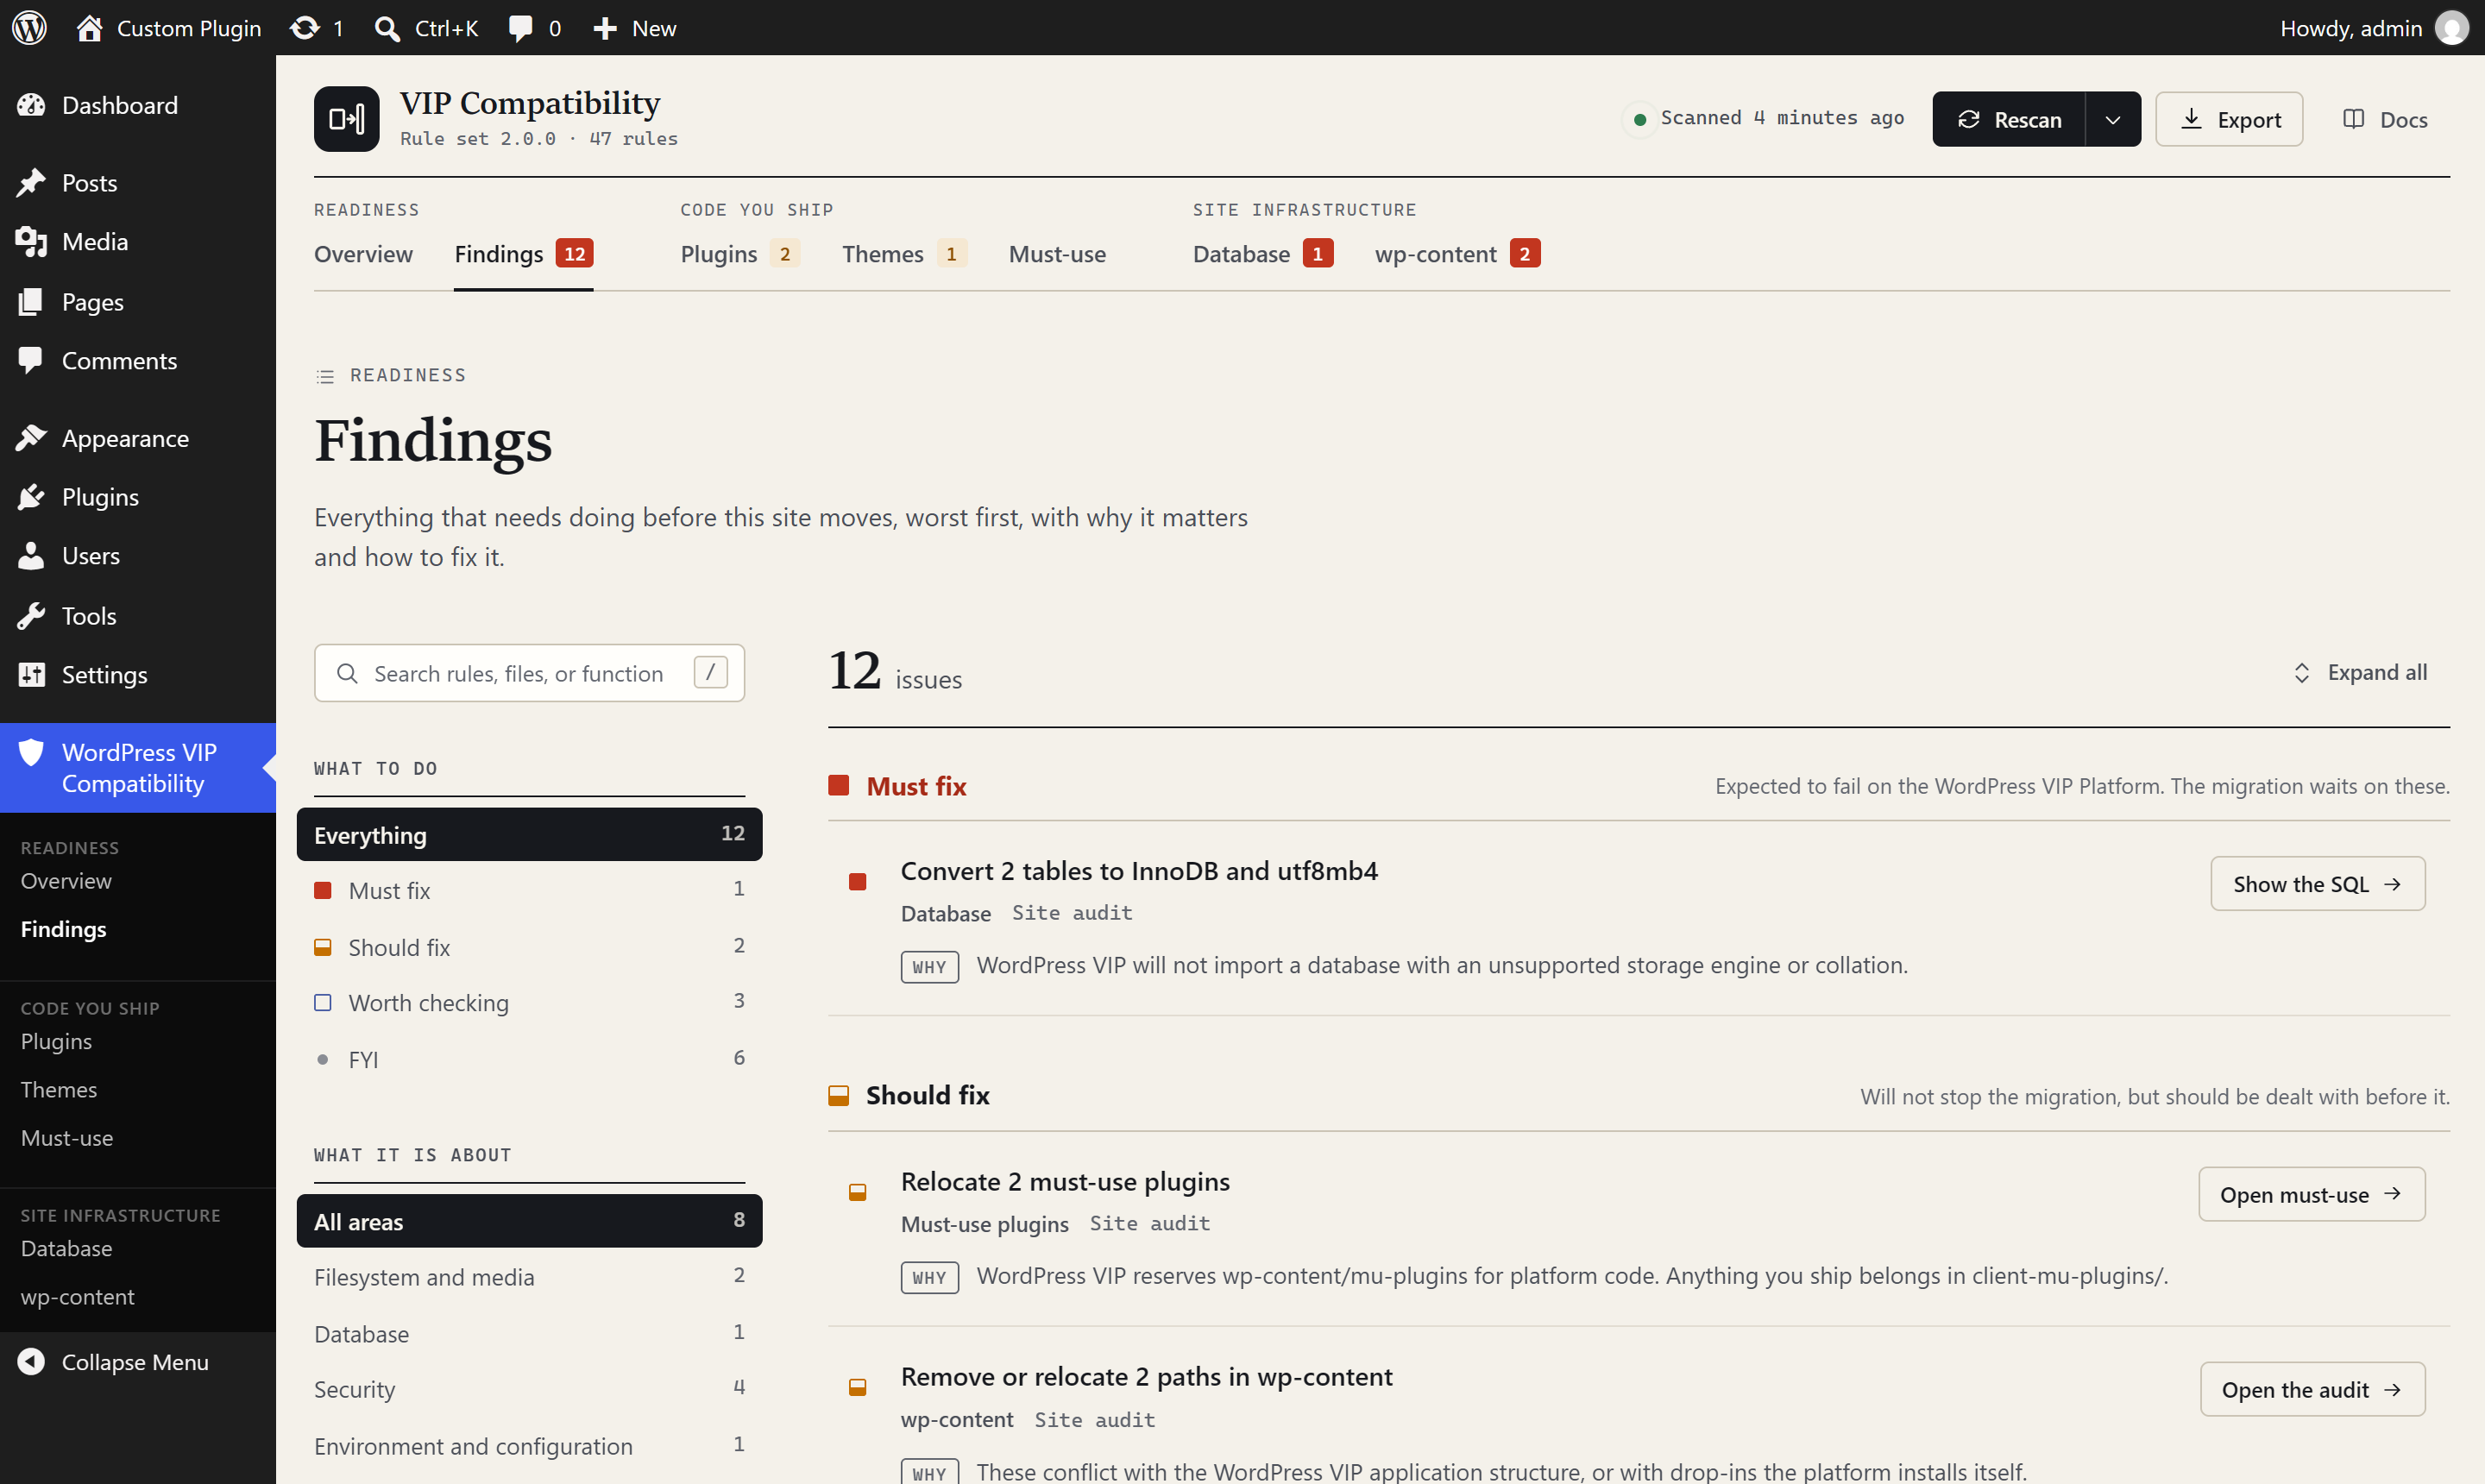 Custom Plugin
1
Ctrl+K
0
New
Howdy, admin
Dashboard
Posts
Media
Pages
Comments
Appearance
Plugins
Users
Tools
Settings
WordPress VIP
Compatibility
READINESS
Overview
Findings
CODE YOU SHIP
Plugins
Themes
Must-use
SITE INFRASTRUCTURE
Database
wp-content
Collapse Menu
VIP Compatibility
Rule set 2.0.0 · 47 rules
Scanned 4 minutes ago
Rescan
Export
Docs
READINESS
Overview
Findings 12
CODE YOU SHIP
Plugins 2
Themes 1
Must-use
SITE INFRASTRUCTURE
Database 1
wp-content 2
READINESS
Findings
Everything that needs doing before this site moves, worst first, with why it matters
and how to fix it.
Search rules, files, or function /
WHAT TO DO
Everything 12
Must fix 1
Should fix 2
Worth checking 3
FYI 6
WHAT IT IS ABOUT
All areas 8
Filesystem and media 2
Database 1
Security 4
Environment and configuration 1
12 issues
Expand all
Must fix
Expected to fail on the WordPress VIP Platform. The migration waits on these.
Convert 2 tables to InnoDB and utf8mb4
Database Site audit
WHY WordPress VIP will not import a database with an unsupported storage engine or collation.
Show the SQL
Should fix
Will not stop the migration, but should be dealt with before it.
Relocate 2 must-use plugins
Must-use plugins Site audit
WHY WordPress VIP reserves wp-content/mu-plugins for platform code. Anything you ship belongs in client-mu-plugins/.
Open must-use
Remove or relocate 2 paths in wp-content
wp-content Site audit
WHY These conflict with the WordPress VIP application structure, or with drop-ins the platform installs itself.
Open the audit